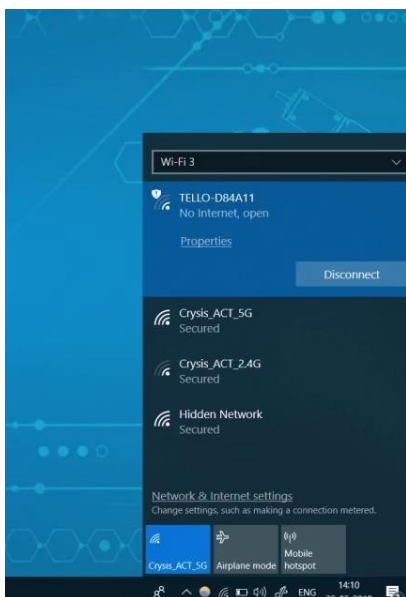 Wi-Fi 3
TELLO-D84A11
No Internet, open
Properties
Disconnect
Crysis_ACT_5G
Secured
Crysis_ACT_2.4G
Secured
Hidden Network
Secured
Network & Internet settings
Change settings, such as making a connection metered.
Crysis_ACT_5G
Airplane mode
Mobile
hotspot
ENG
14:10